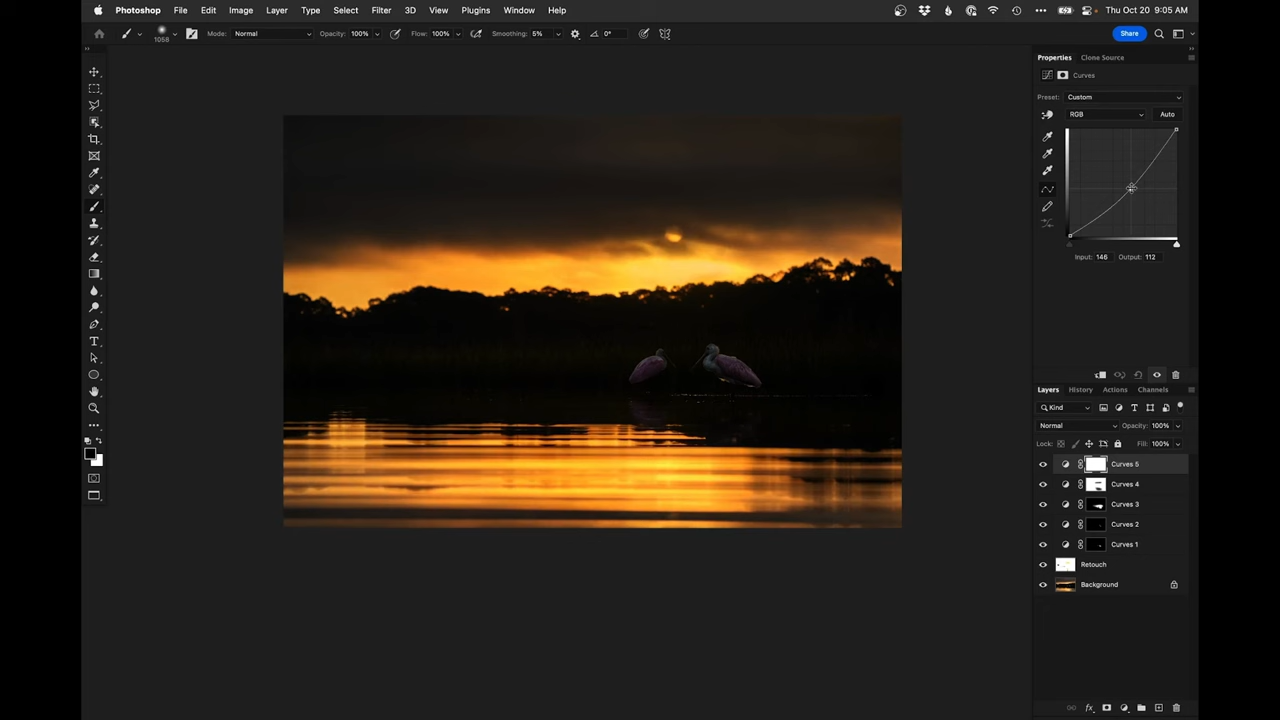 Photoshop File Edit Image Layer Type Select Filter 3D View Plugins Window Help Thu Oct 20 9:05 AM
1058 Mode: Normal Opacity: 100% Flow: 100% Smoothing: 5% 0° Share
Properties Clone Source
Curves
Preset: Custom
RGB Auto
Input: 146 Output: 112
Layers History Actions Channels
Kind
Normal Opacity: 100%
Lock: Fill: 100%
Curves 5
Curves 4
Curves 3
Curves 2
Curves 1
Retouch
Background
fx